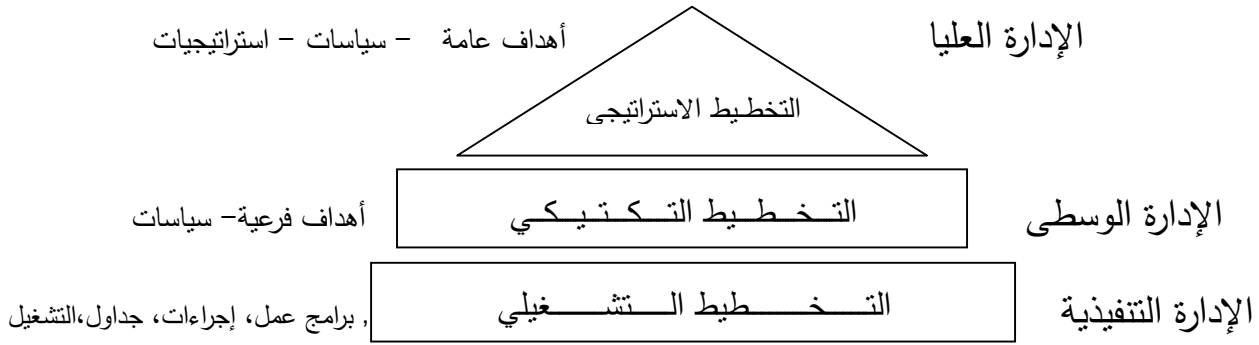 الإدارة العليا أهداف عامة – سياسات – استراتيجيات
التخطيط الاستراتيجى
الإدارة الوسطى التخطيط التكتيكي أهداف فرعية– سياسات
الإدارة التنفيذية التخطيط التشغيلي , برامج عمل، إجراءات، جداول،التشغيل